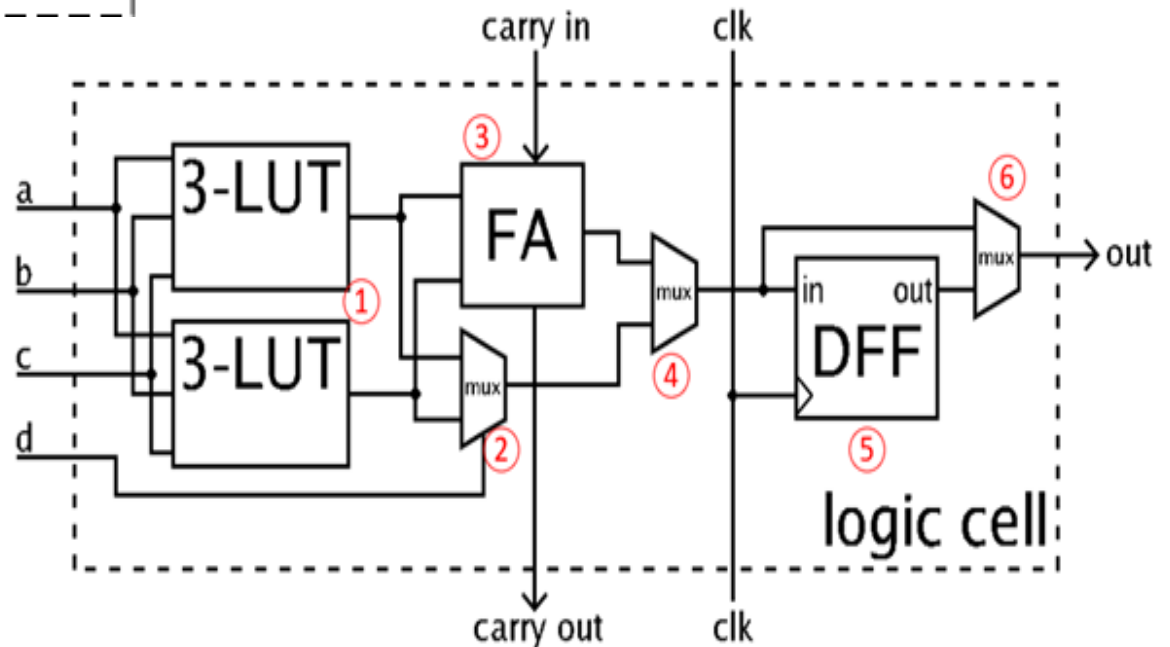 carry in
clk
③
3-LUT
⑥
a
FA
mux
out
b
①
mux
in
out
3-LUT
DFF
c
mux
④
d
②
⑤
logic cell
carry out
clk